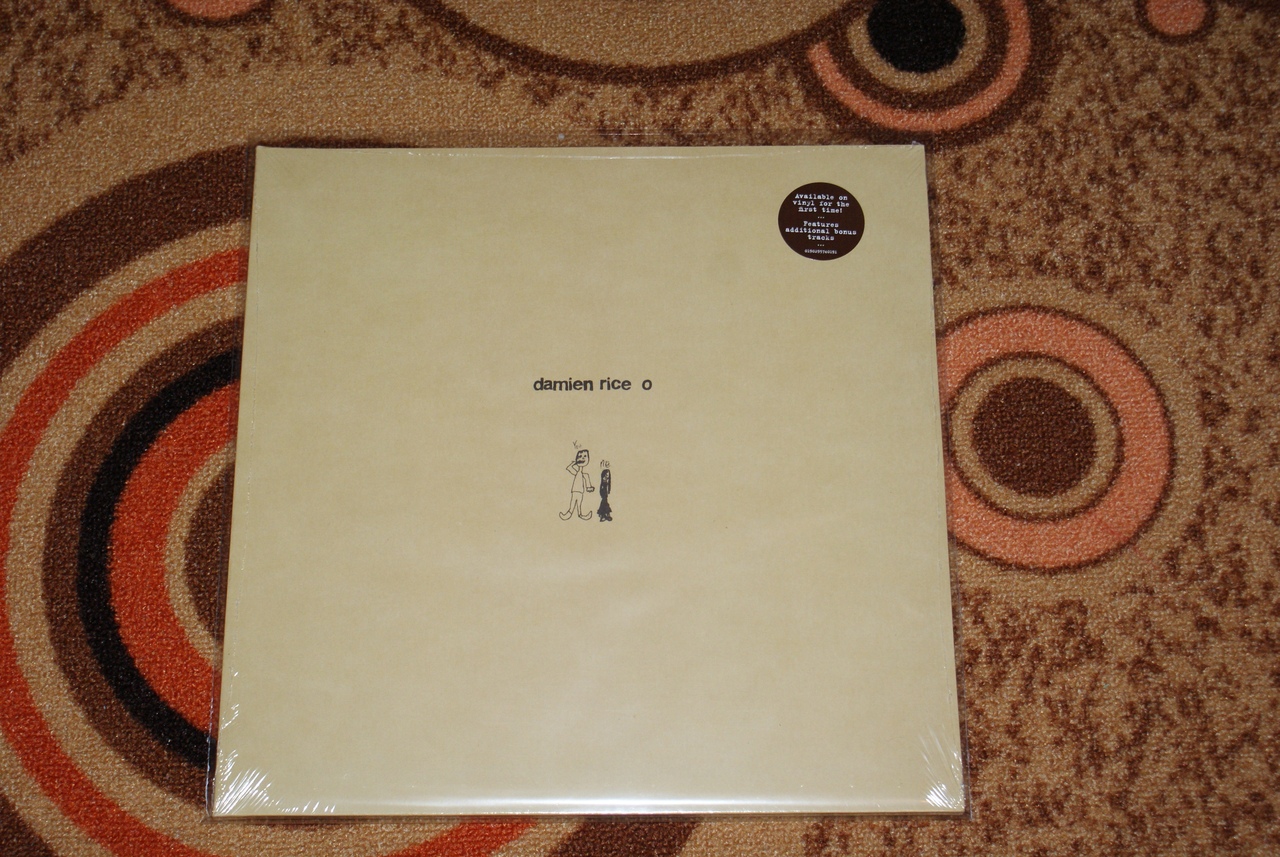 Available on
vinyl for the
first time!
...
Features
additional bonus
tracks
...
damien rice o